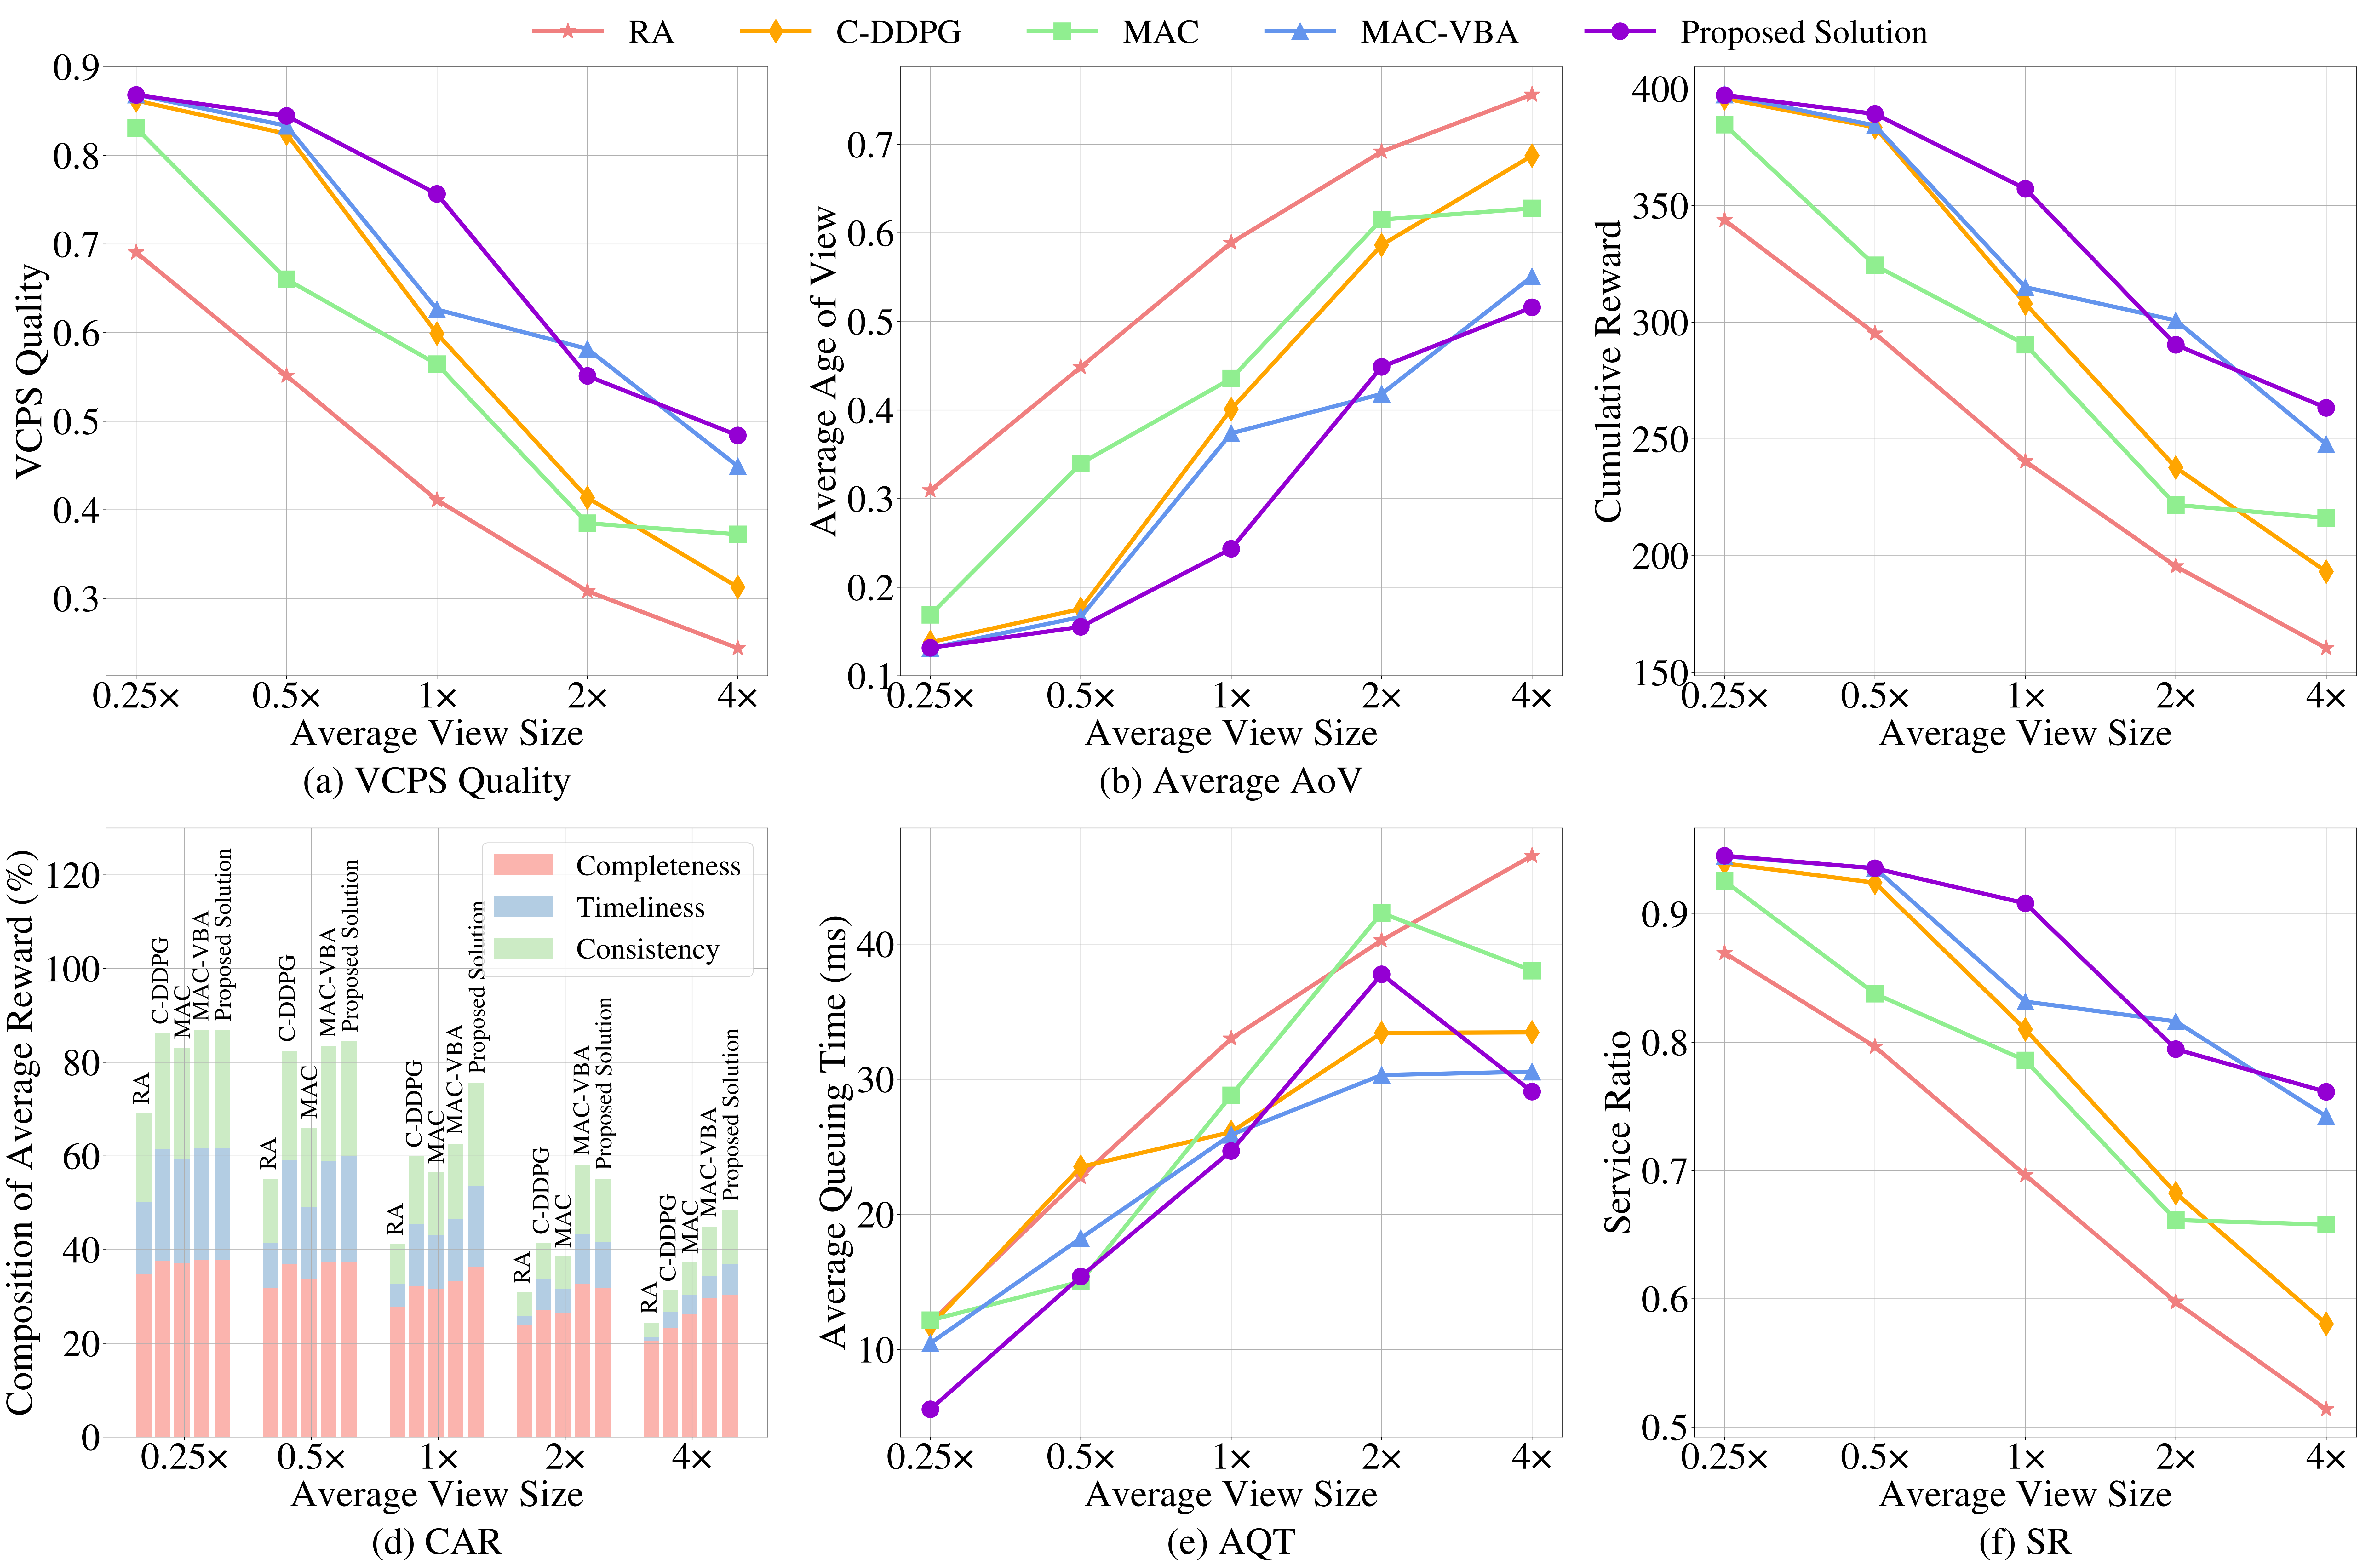 RA C-DDPG MAC MAC-VBA Proposed Solution
VCPS Quality
0.9
0.8
0.7
0.6
0.5
0.4
0.3
0.25× 0.5× 1× 2× 4×
Average View Size
(a) VCPS Quality
Average Age of View
0.7
0.6
0.5
0.4
0.3
0.2
0.1
0.25× 0.5× 1× 2× 4×
Average View Size
(b) Average AoV
Cumulative Reward
400
350
300
250
200
150
0.25× 0.5× 1× 2× 4×
Average View Size
Composition of Average Reward (%)
120
100
80
60
40
20
0
Completeness
Timeliness
Consistency
RA
C-DDPG
MAC
MAC-VBA
Proposed Solution
RA
C-DDPG
MAC
MAC-VBA
Proposed Solution
RA
C-DDPG
MAC
MAC-VBA
Proposed Solution
RA
C-DDPG
MAC
MAC-VBA
Proposed Solution
RA
C-DDPG
MAC
MAC-VBA
Proposed Solution
0.25× 0.5× 1× 2× 4×
Average View Size
(d) CAR
Average Queuing Time (ms)
40
30
20
10
0.25× 0.5× 1× 2× 4×
Average View Size
(e) AQT
Service Ratio
0.9
0.8
0.7
0.6
0.5
0.25× 0.5× 1× 2× 4×
Average View Size
(f) SR